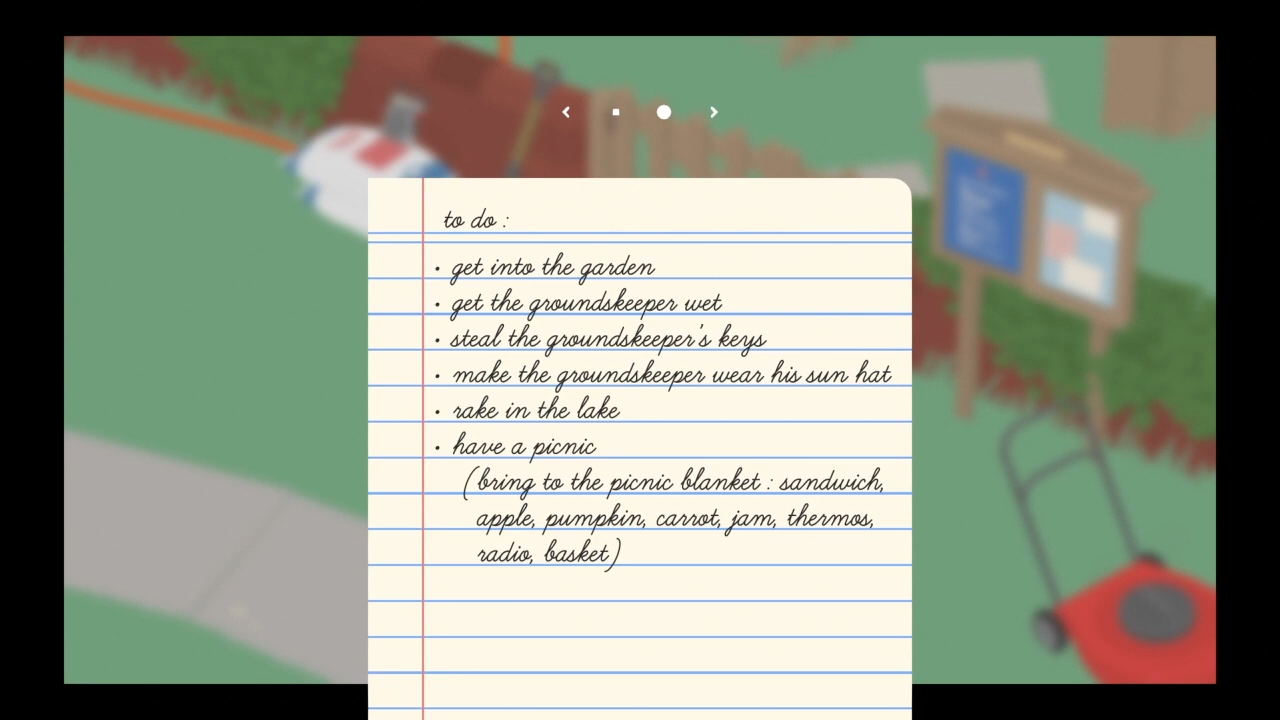 to do :
• get into the garden
• get the groundskeeper wet
• steal the groundskeeper's keys
• make the groundskeeper wear his sun hat
• rake in the lake
• have a picnic
(bring to the picnic blanket : sandwich,
apple, pumpkin, carrot, jam, thermos,
radio, basket)